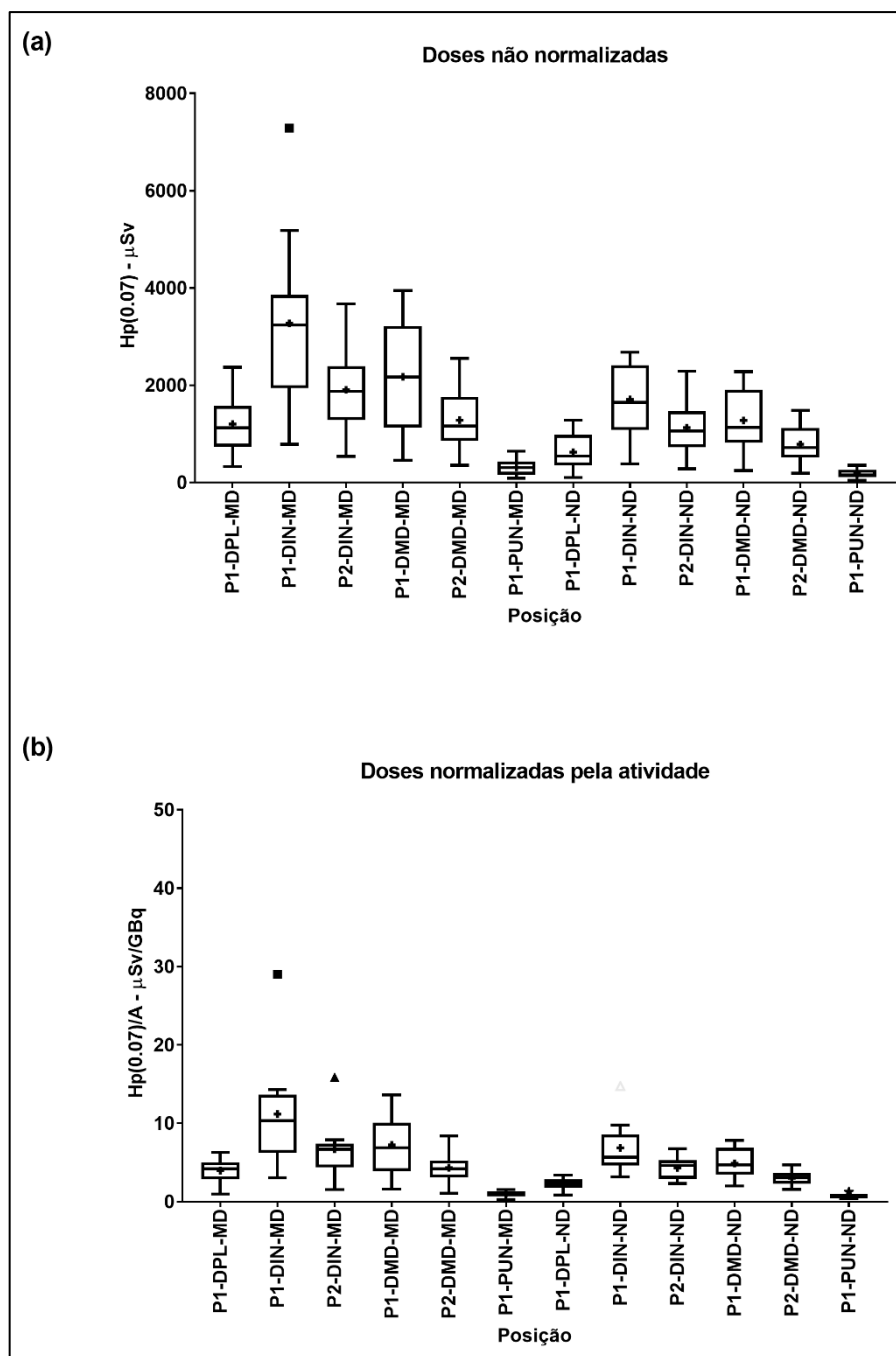 (a)
Doses não normalizadas
8000
6000
4000
2000
0
Hp(0.07) - μSv
P1-DPL-MD
P1-DIN-MD
P2-DIN-MD
P1-DMD-MD
P2-DMD-MD
P1-PUN-MD
P1-DPL-ND
P1-DIN-ND
P2-DIN-ND
P1-DMD-ND
P2-DMD-ND
P1-PUN-ND
Posição
(b)
Doses normalizadas pela atividade
50
40
30
20
10
0
Hp(0.07)/A - μSv/GBq
P1-DPL-MD
P1-DIN-MD
P2-DIN-MD
P1-DMD-MD
P2-DMD-MD
P1-PUN-MD
P1-DPL-ND
P1-DIN-ND
P2-DIN-ND
P1-DMD-ND
P2-DMD-ND
P1-PUN-ND
Posição